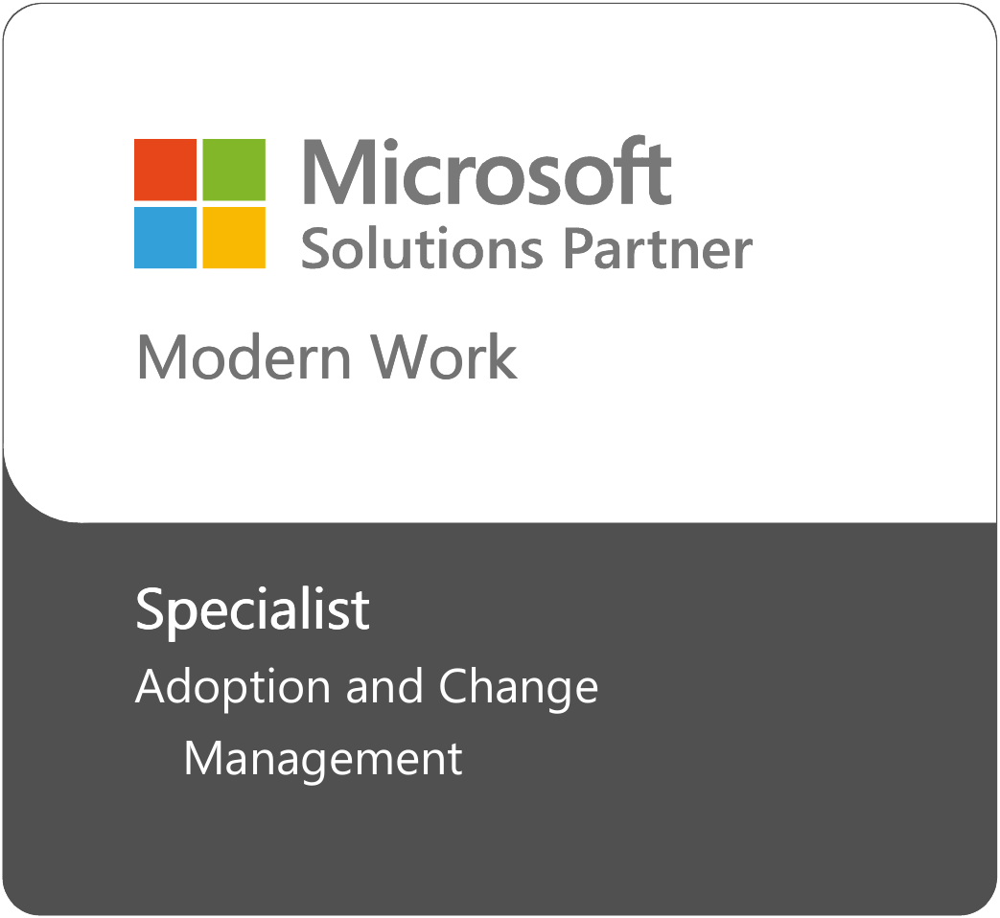 Microsoft
Solutions Partner
Modern Work
Specialist
Adoption and Change
Management